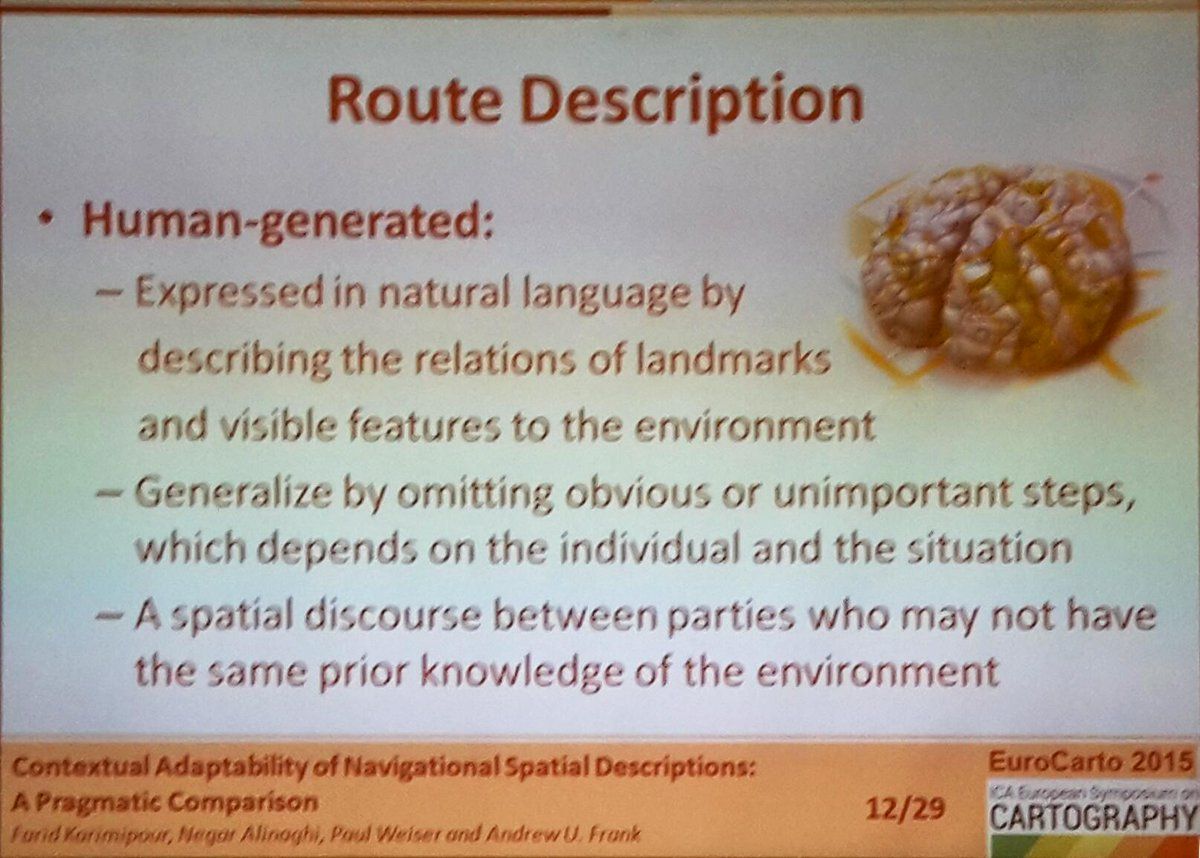 Route Description
• Human-generated:
– Expressed in natural language by
describing the relations of landmarks
and visible features to the environment
– Generalize by omitting obvious or unimportant steps,
which depends on the individual and the situation
– A spatial discourse between parties who may not have
the same prior knowledge of the environment
Contextual Adaptability of Navigational Spatial Descriptions:
A Pragmatic Comparison
Farid Karimipour, Negar Alinaghi, Paul Weiser and Andrew U. Frank
12/29
EuroCarto 2015
ICA European Symposium on
CARTOGRAPHY